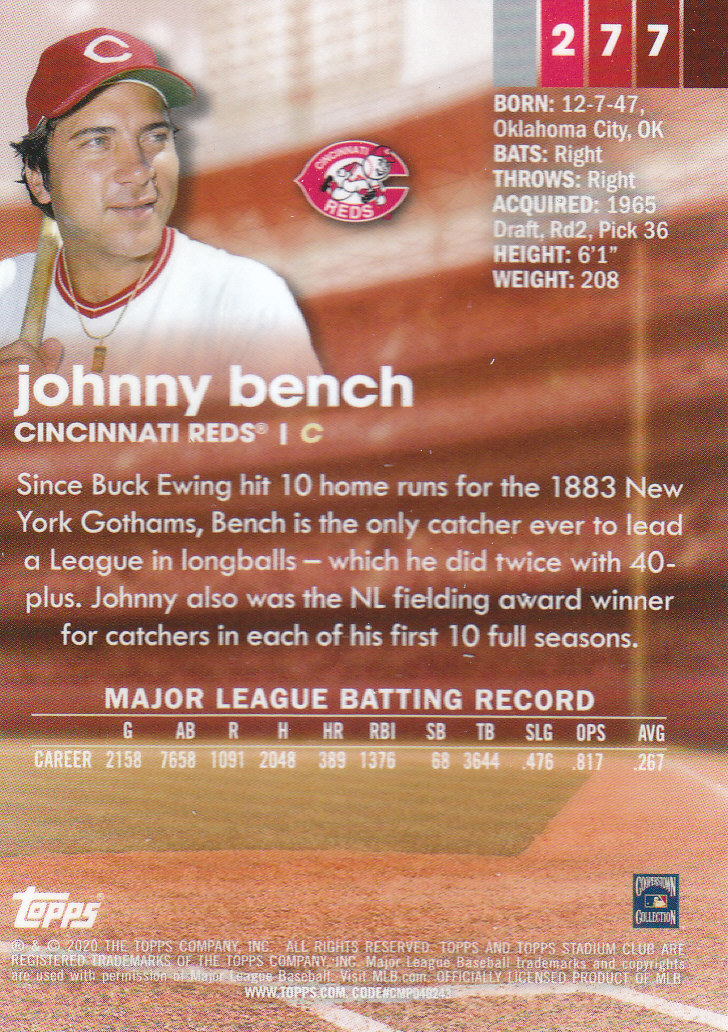 277
BORN: 12-7-47,
Oklahoma City, OK
BATS: Right
THROWS: Right
ACQUIRED: 1965
Draft, Rd2, Pick 36
HEIGHT: 6'1"
WEIGHT: 208
CINCINNATI
REDS
johnny bench
CINCINNATI REDS® | C
Since Buck Ewing hit 10 home runs for the 1883 New
York Gothams, Bench is the only catcher ever to lead
a League in longballs – which he did twice with 40-
plus. Johnny also was the NL fielding award winner
for catchers in each of his first 10 full seasons.
MAJOR LEAGUE BATTING RECORD
G AB R H HR RBI SB TB SLG OPS AVG
CAREER 2158 7658 1091 2048 389 1376 68 3644 .476 .817 .267
COOPERSTOWN
COLLECTION
Topps®
® & © 2020 THE TOPPS COMPANY, INC. ALL RIGHTS RESERVED. TOPPS AND TOPPS STADIUM CLUB ARE
REGISTERED TRADEMARKS OF THE TOPPS COMPANY, INC. Major League Baseball trademarks and copyrights
are used with permission of Major League Baseball. Visit MLB.com. OFFICIALLY LICENSED PRODUCT OF MLB
WWW.TOPPS.COM. CODE#CMP048243